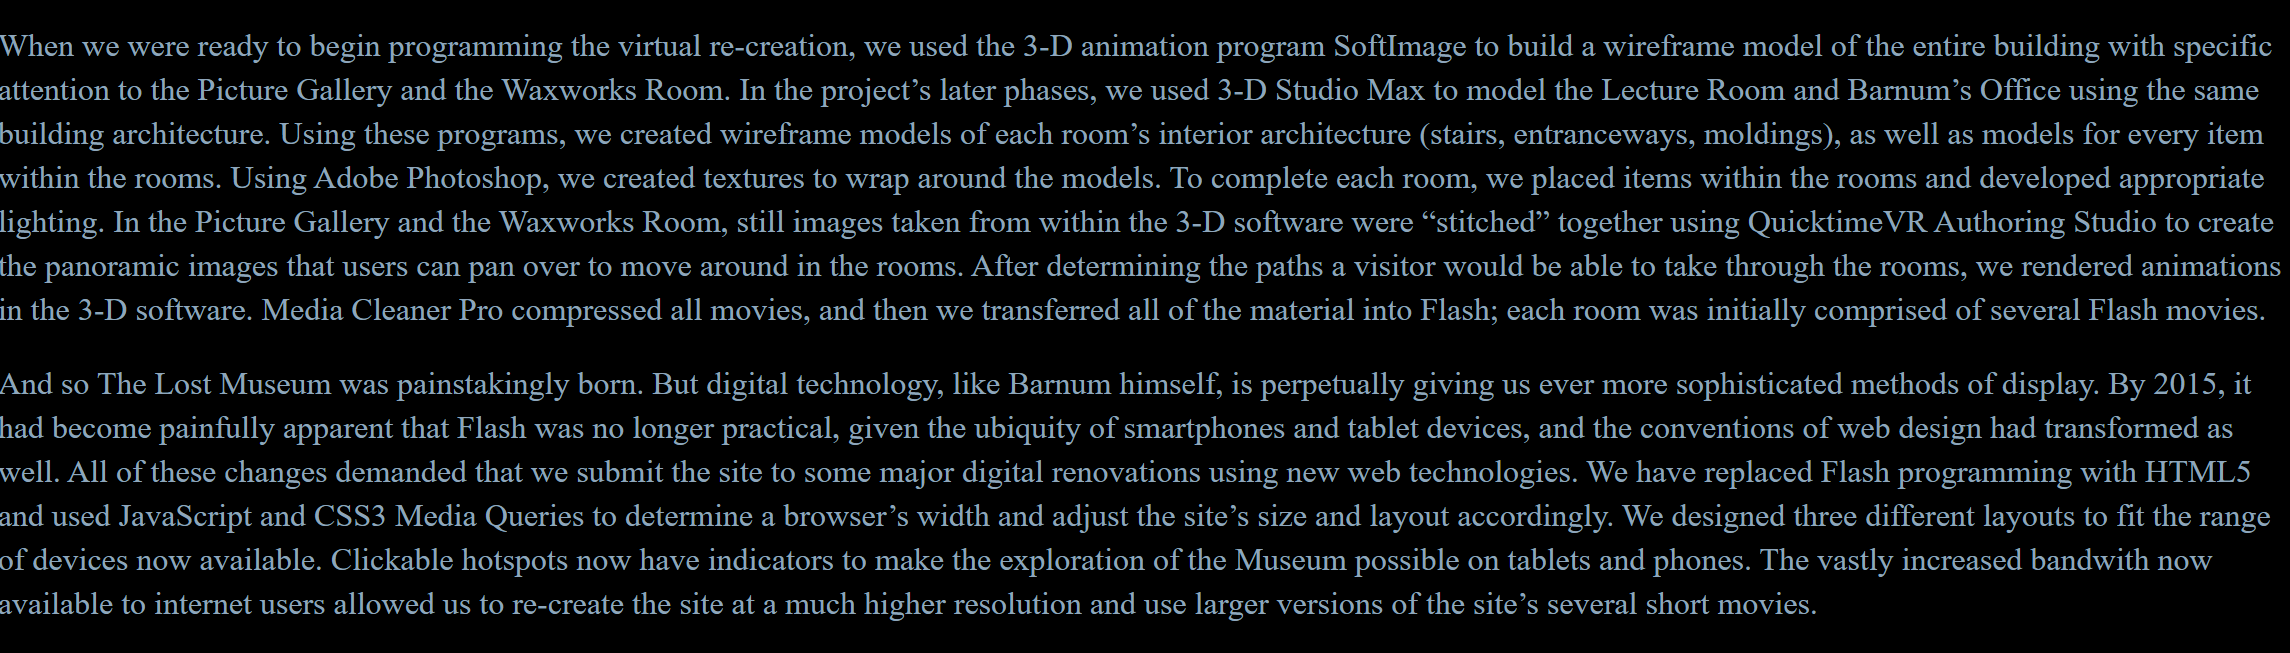 When we were ready to begin programming the virtual re-creation, we used the 3-D animation program SoftImage to build a wireframe model of the entire building with specific
attention to the Picture Gallery and the Waxworks Room. In the project’s later phases, we used 3-D Studio Max to model the Lecture Room and Barnum’s Office using the same
building architecture. Using these programs, we created wireframe models of each room’s interior architecture (stairs, entranceways, moldings), as well as models for every item
within the rooms. Using Adobe Photoshop, we created textures to wrap around the models. To complete each room, we placed items within the rooms and developed appropriate
lighting. In the Picture Gallery and the Waxworks Room, still images taken from within the 3-D software were “stitched” together using QuicktimeVR Authoring Studio to create
the panoramic images that users can pan over to move around in the rooms. After determining the paths a visitor would be able to take through the rooms, we rendered animations
in the 3-D software. Media Cleaner Pro compressed all movies, and then we transferred all of the material into Flash; each room was initially comprised of several Flash movies.
And so The Lost Museum was painstakingly born. But digital technology, like Barnum himself, is perpetually giving us ever more sophisticated methods of display. By 2015, it
had become painfully apparent that Flash was no longer practical, given the ubiquity of smartphones and tablet devices, and the conventions of web design had transformed as
well. All of these changes demanded that we submit the site to some major digital renovations using new web technologies. We have replaced Flash programming with HTML5
and used JavaScript and CSS3 Media Queries to determine a browser’s width and adjust the site’s size and layout accordingly. We designed three different layouts to fit the range
of devices now available. Clickable hotspots now have indicators to make the exploration of the Museum possible on tablets and phones. The vastly increased bandwith now
available to internet users allowed us to re-create the site at a much higher resolution and use larger versions of the site’s several short movies.